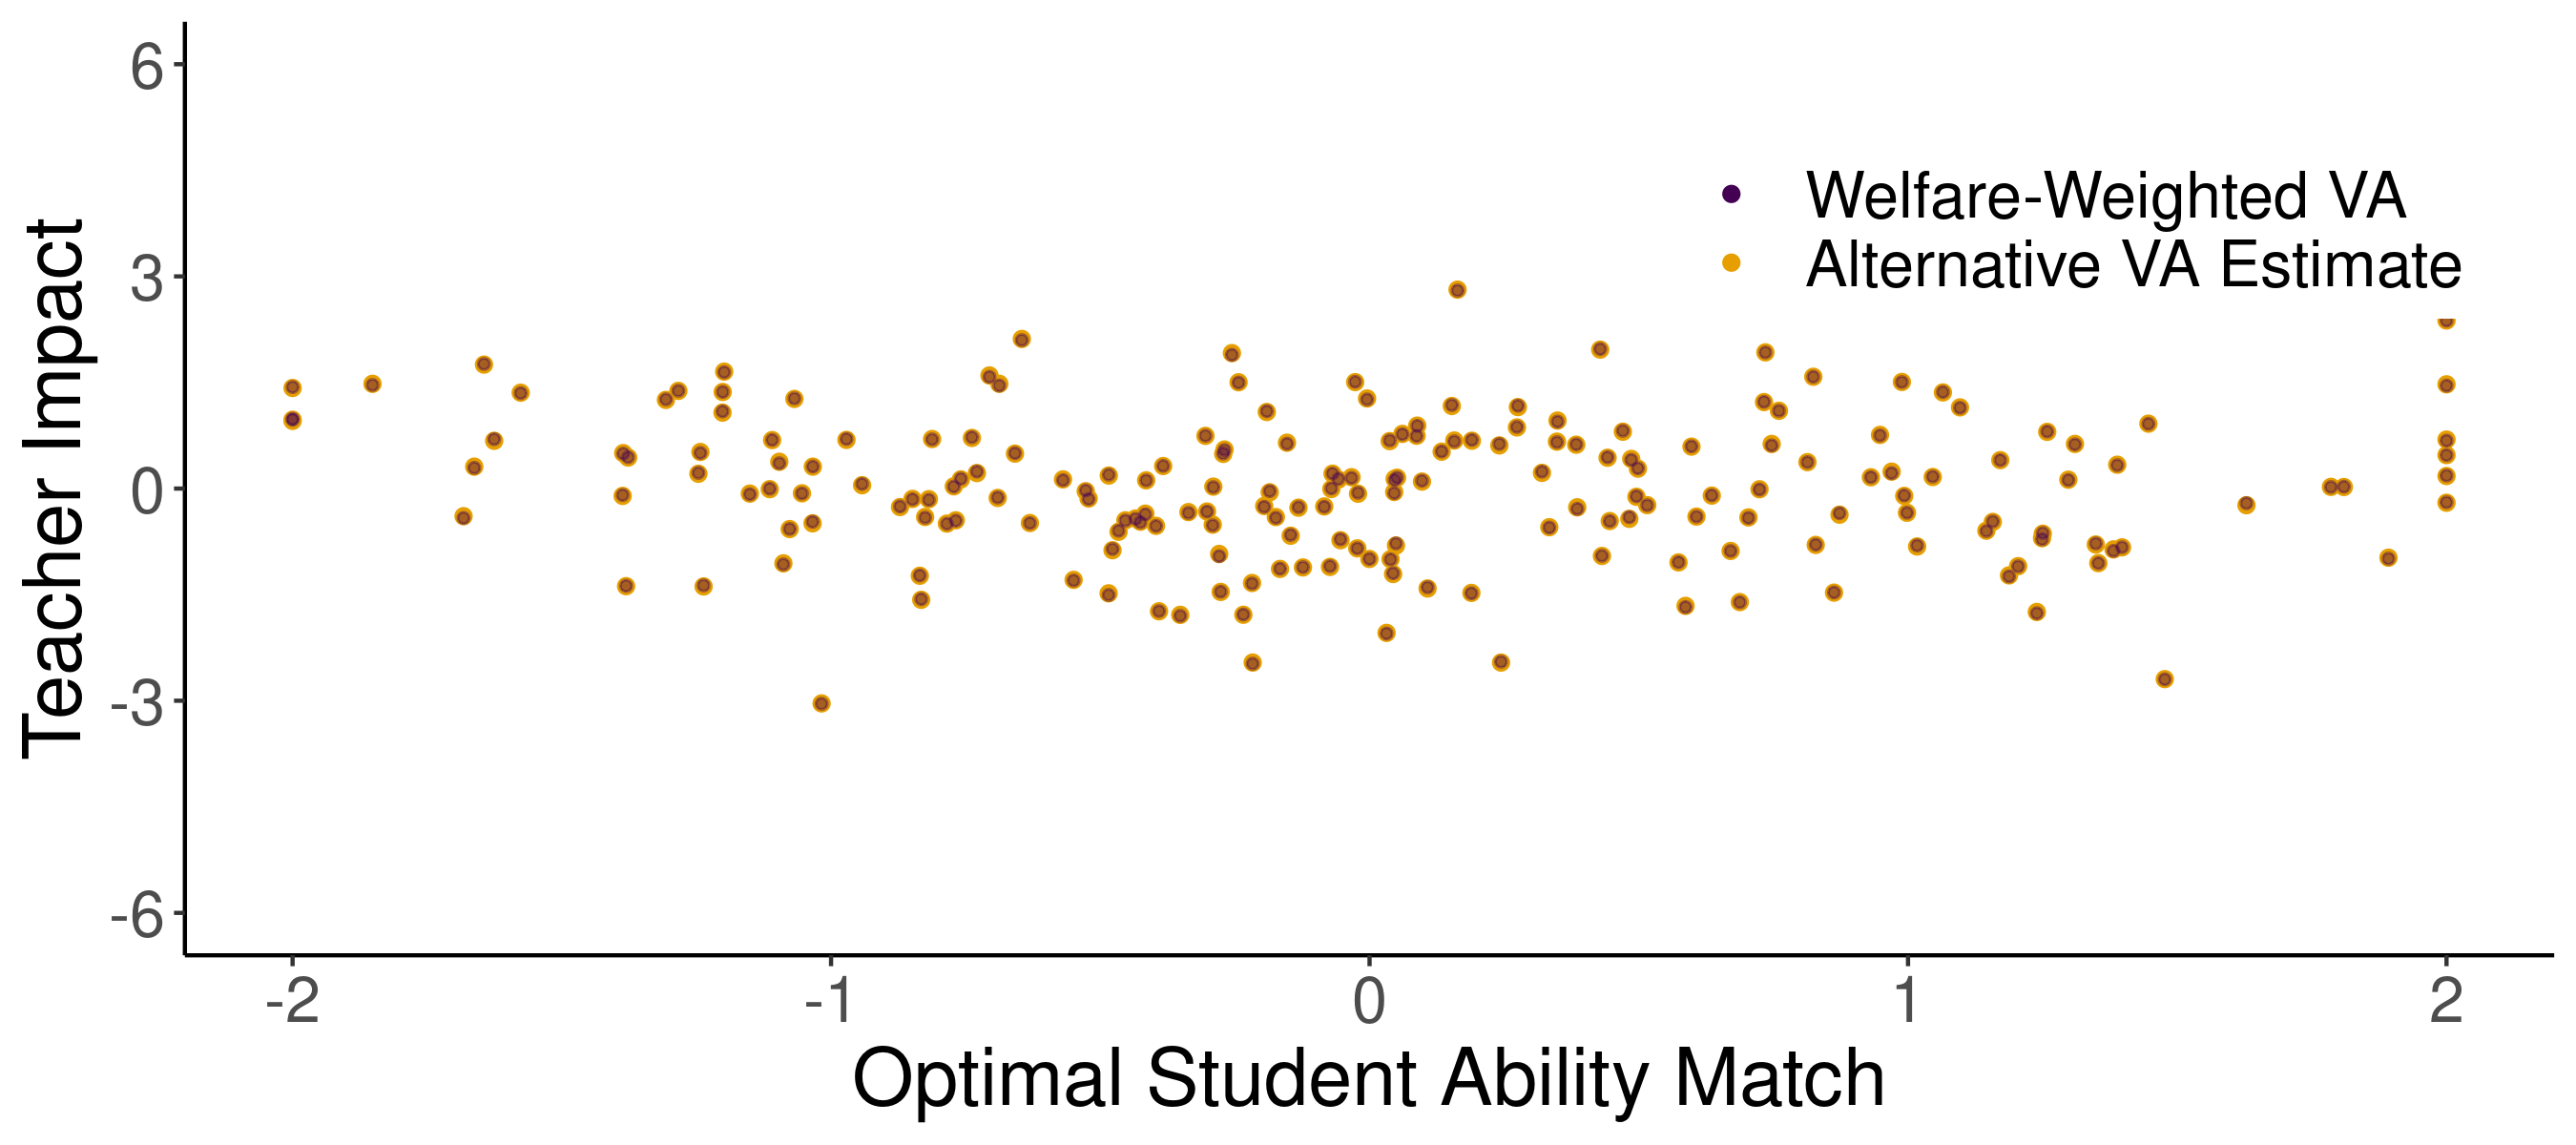 6
3
0
-3
-6
Teacher Impact
Welfare-Weighted VA
Alternative VA Estimate
-2 -1 0 1 2
Optimal Student Ability Match